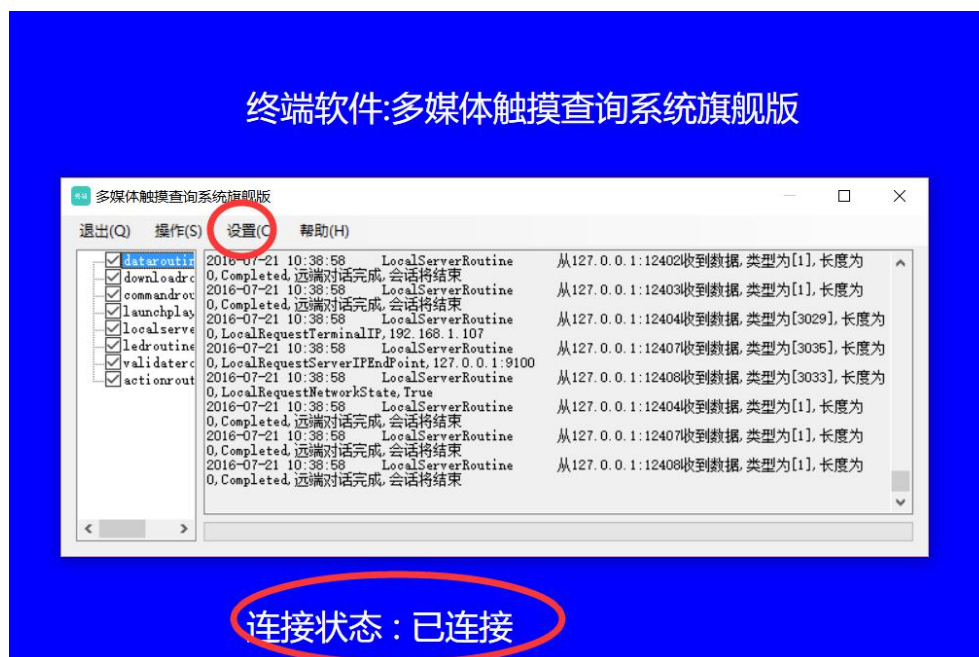 终端软件:多媒体触摸查询系统旗舰版
多媒体触摸查询系统旗舰版
退出(Q) 操作(S) 设置(C 帮助(H)
dataroutin
downloadrc
commandrou
launchplay
localserve
ledroutine
validaterc
actionrout
2016-07-21 10:38:58 LocalServerRoutine 从127.0.0.1:12402收到数据,类型为[1],长度为
0,Completed,远端对话完成,会话将结束
2016-07-21 10:38:58 LocalServerRoutine 从127.0.0.1:12403收到数据,类型为[1],长度为
0,Completed,远端对话完成,会话将结束
2016-07-21 10:38:58 LocalServerRoutine 从127.0.0.1:12404收到数据,类型为[3029],长度为
0,LocalRequestTerminalIP,192.168.1.107
2016-07-21 10:38:58 LocalServerRoutine 从127.0.0.1:12407收到数据,类型为[3035],长度为
0,LocalRequestServerIPEndPoint,127.0.0.1:9100
2016-07-21 10:38:58 LocalServerRoutine 从127.0.0.1:12408收到数据,类型为[3033],长度为
0,LocalRequestNetworkState,True
2016-07-21 10:38:58 LocalServerRoutine 从127.0.0.1:12404收到数据,类型为[1],长度为
0,Completed,远端对话完成,会话将结束
2016-07-21 10:38:58 LocalServerRoutine 从127.0.0.1:12407收到数据,类型为[1],长度为
0,Completed,远端对话完成,会话将结束
2016-07-21 10:38:58 LocalServerRoutine 从127.0.0.1:12408收到数据,类型为[1],长度为
0,Completed,远端对话完成,会话将结束
连接状态：已连接